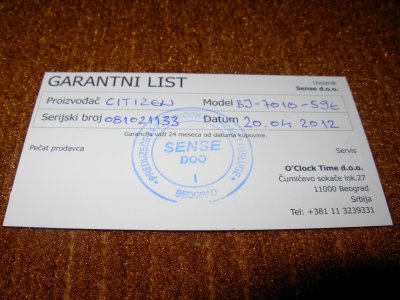 GARANTNI LIST
Uvoznik
Sense d.o.o.
Proizvođač CITIZEN Model BJ-7010-59E
Serijski broj 081021133 Datum 20.04 2012
Garancija važi 24 meseca od datuma kupovine.
Pečat prodavca
Servis
SENSE
DOO
I
BEOGRAD
O'Clock Time d.o.o.
Čumićevo sokače lok.27
11000 Beograd
Srbija
Tel: +381 11 3239331